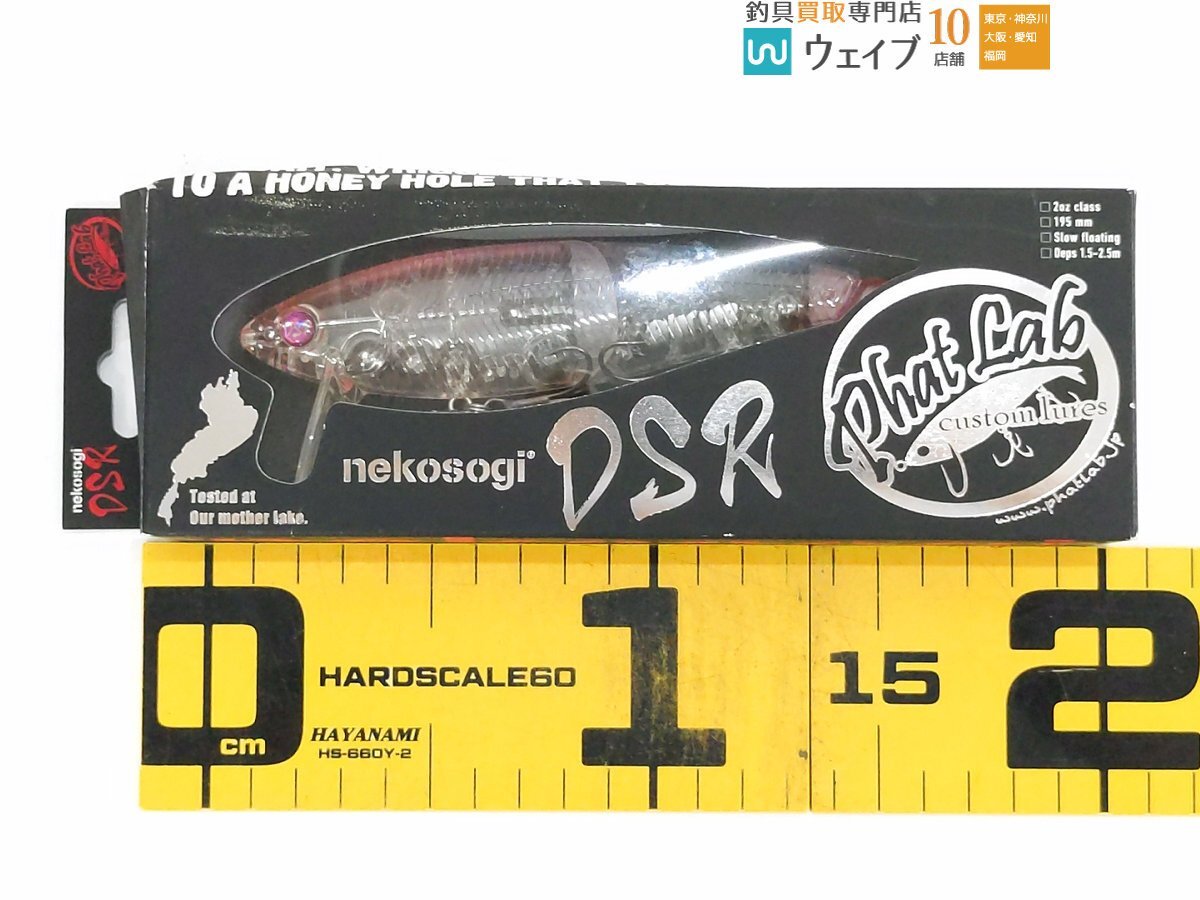 釣具買取専門店
ウェイブ
10
店舗
東京・神奈川
大阪・愛知
福岡
TO A HONEY HOLE THAT
2oz class
195 mm
Slow floating
Deps 1.5-2.5m
Phat Lab
custom lures
www.phatlab.jp
nekosogi®
DSR
Tested at
Our mother lake.
nekosogi
DSR
0
cm
HARDSCALE60
HAYANAMI
HS-660Y-2
1
15
2